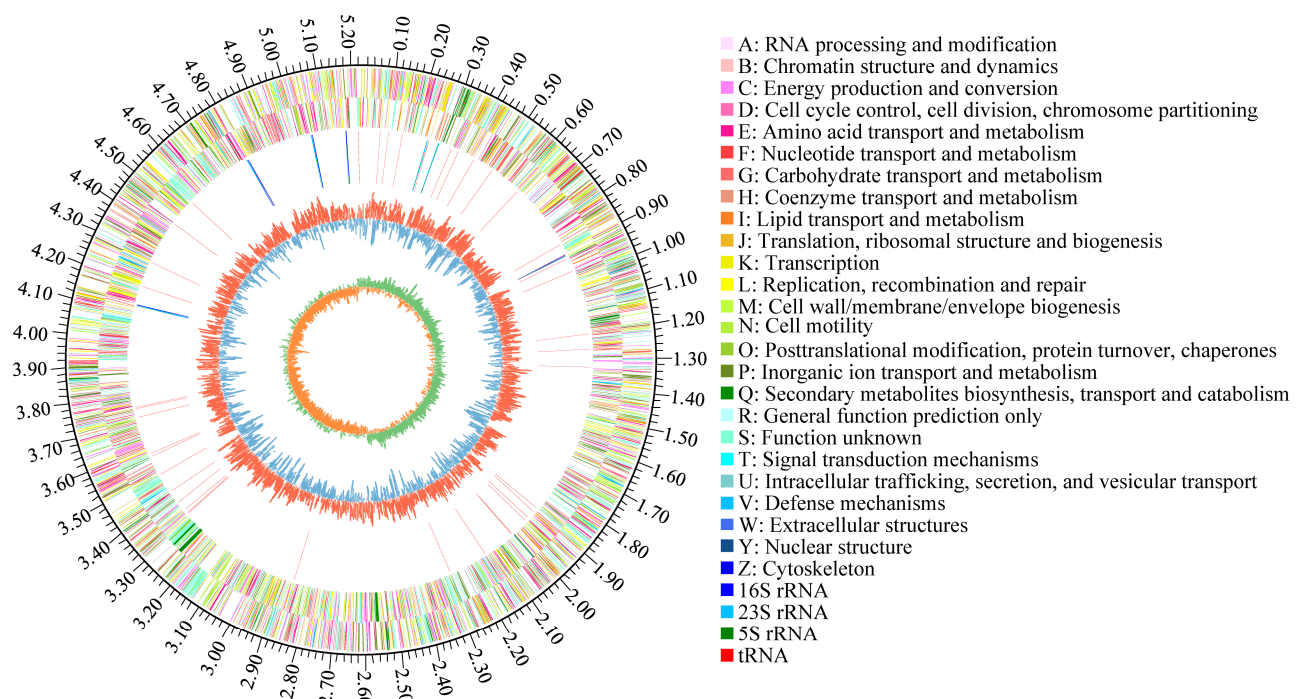 0.10
0.20
0.30
0.40
0.50
0.60
0.70
0.80
0.90
1.00
1.10
1.20
1.30
1.40
1.50
1.60
1.70
1.80
1.90
2.00
2.10
2.20
2.30
2.40
2.50
2.60
2.70
2.80
2.90
3.00
3.10
3.20
3.30
3.40
3.50
3.60
3.70
3.80
3.90
4.00
4.10
4.20
4.30
4.40
4.50
4.60
4.70
4.80
4.90
5.00
5.10
5.20
A: RNA processing and modification
B: Chromatin structure and dynamics
C: Energy production and conversion
D: Cell cycle control, cell division, chromosome partitioning
E: Amino acid transport and metabolism
F: Nucleotide transport and metabolism
G: Carbohydrate transport and metabolism
H: Coenzyme transport and metabolism
I: Lipid transport and metabolism
J: Translation, ribosomal structure and biogenesis
K: Transcription
L: Replication, recombination and repair
M: Cell wall/membrane/envelope biogenesis
N: Cell motility
O: Posttranslational modification, protein turnover, chaperones
P: Inorganic ion transport and metabolism
Q: Secondary metabolites biosynthesis, transport and catabolism
R: General function prediction only
S: Function unknown
T: Signal transduction mechanisms
U: Intracellular trafficking, secretion, and vesicular transport
V: Defense mechanisms
W: Extracellular structures
Y: Nuclear structure
Z: Cytoskeleton
16S rRNA
23S rRNA
5S rRNA
tRNA